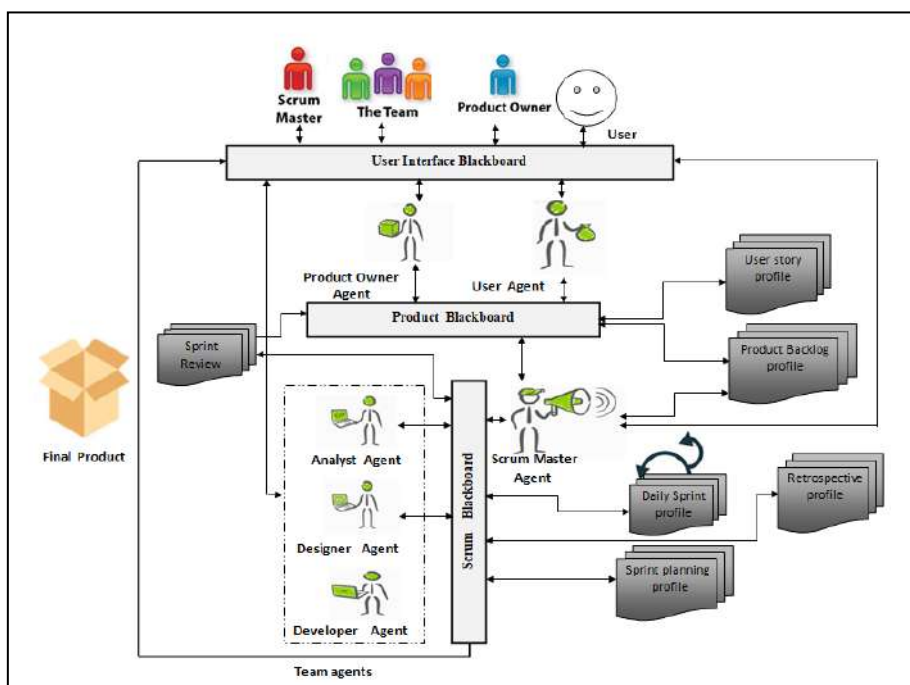 Scrum
Master
The Team
Product Owner
User
User Interface Blackboard
Product Owner
Agent
User Agent
User story
profile
Product Blackboard
Sprint
Review
Product Backlog
profile
Final Product
Analyst Agent
Scrum Master
Agent
Scrum Blackboard
Daily Sprint
profile
Retrospective
profile
Designer Agent
Sprint planning
profile
Developer Agent
Team agents